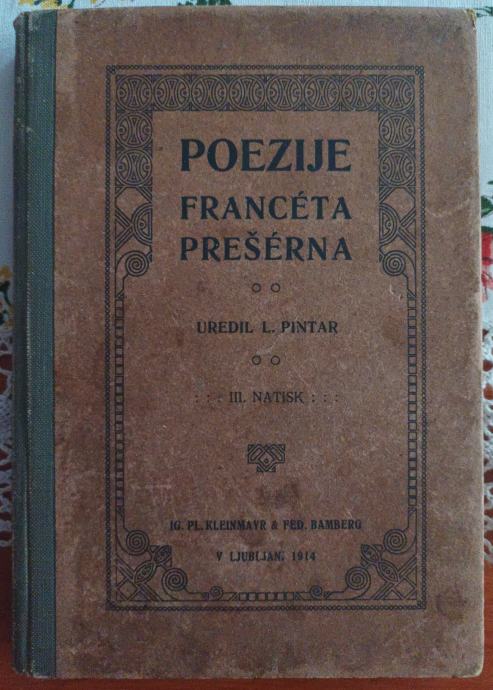 POEZIJE
FRANCÉTA
PREŠÉRNA
UREDIL L. PINTAR
: : : III. NATISK : : :
IG. PL. KLEINMAYR & FED. BAMBERG
V LJUBLJANI 1914